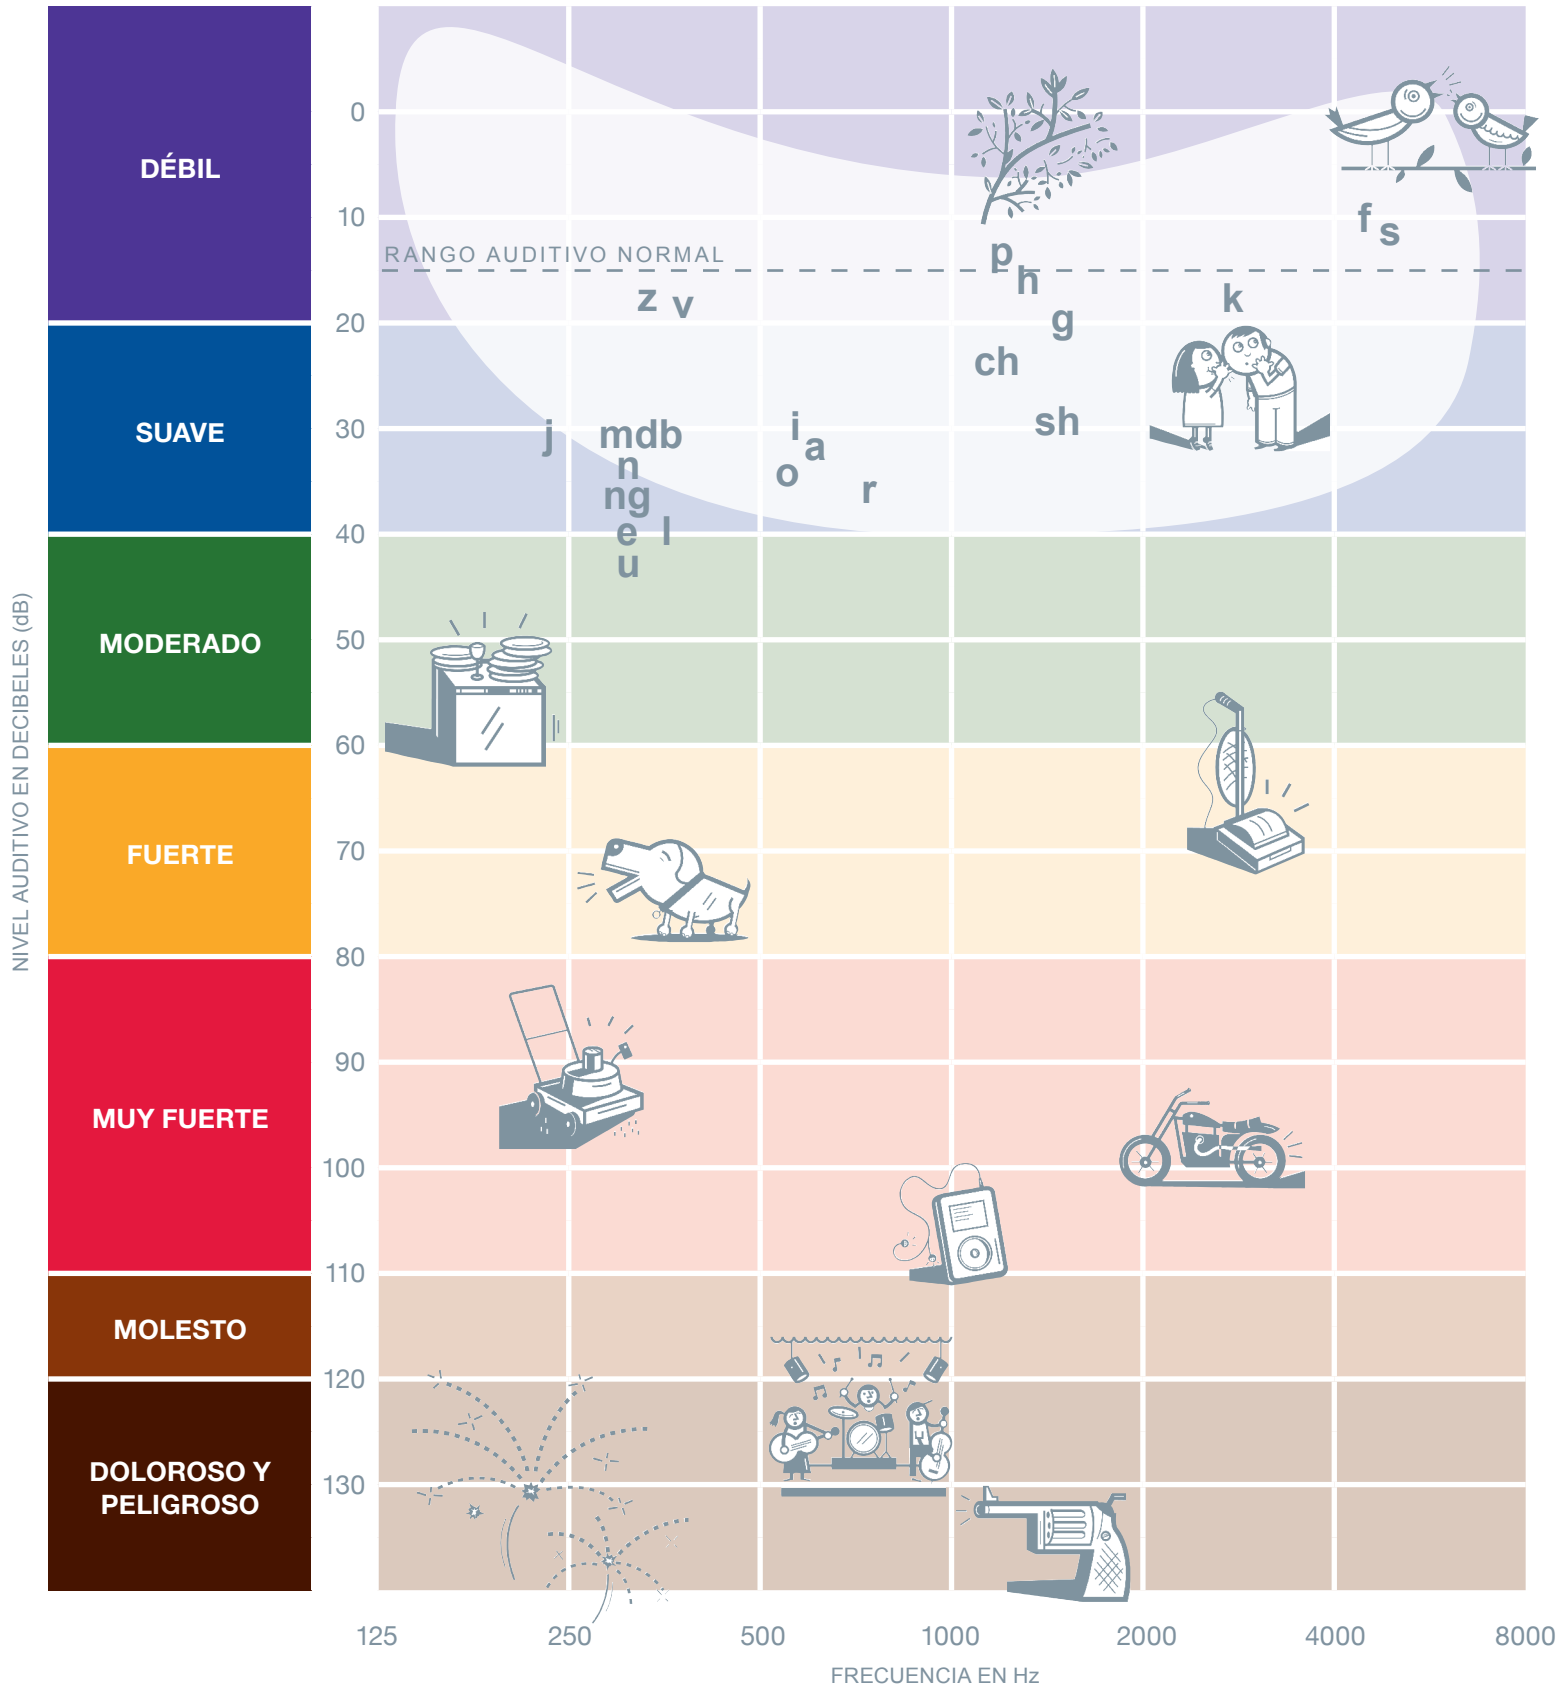 0
DÉBIL
f
s
10
p
RANGO AUDITIVO NORMAL
h
z
v
k
g
20
ch
sh
i
30
j
mdb
SUAVE
a
n
o
r
ng
e
l
40
u
MODERADO
50
60
FUERTE
70
80
90
MUY FUERTE
100
110
MOLESTO
120
DOLOROSO Y
PELIGROSO
130
NIVEL AUDITIVO EN DECIBELES (dB)
125
250
500
1000
2000
4000
8000
FRECUENCIA EN Hz